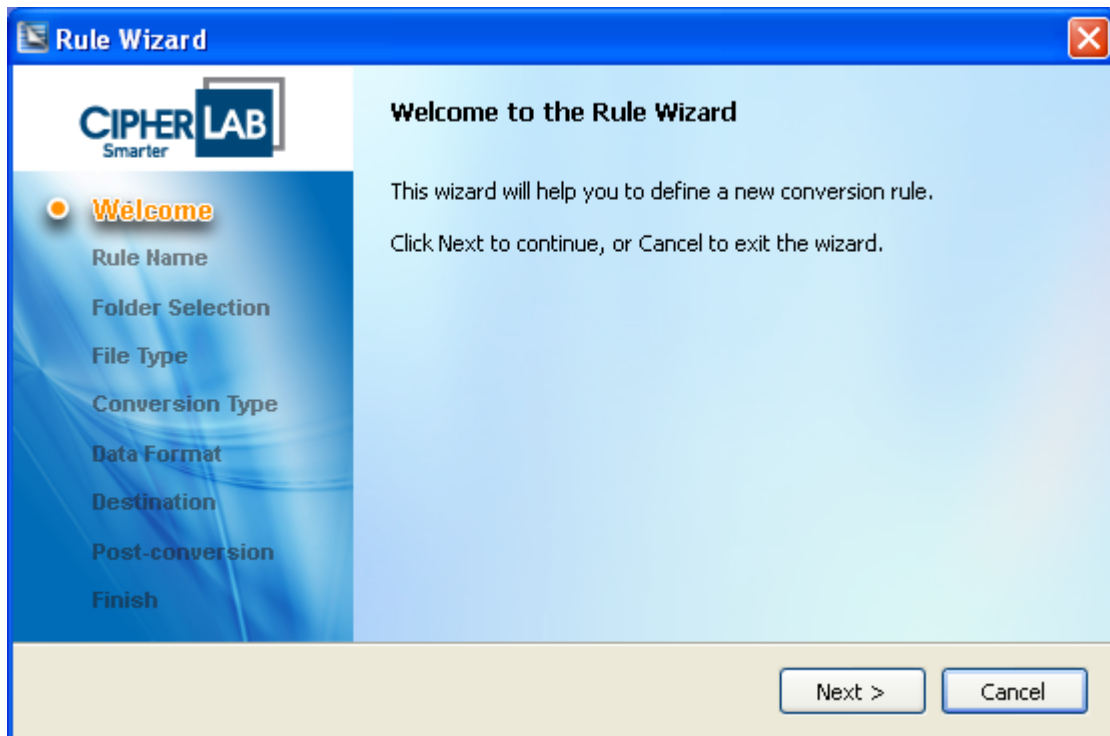 Rule Wizard
CIPHERLAB
Smarter
Welcome
Rule Name
Folder Selection
File Type
Conversion Type
Data Format
Destination
Post-conversion
Finish
Welcome to the Rule Wizard
This wizard will help you to define a new conversion rule.
Click Next to continue, or Cancel to exit the wizard.
Next >
Cancel